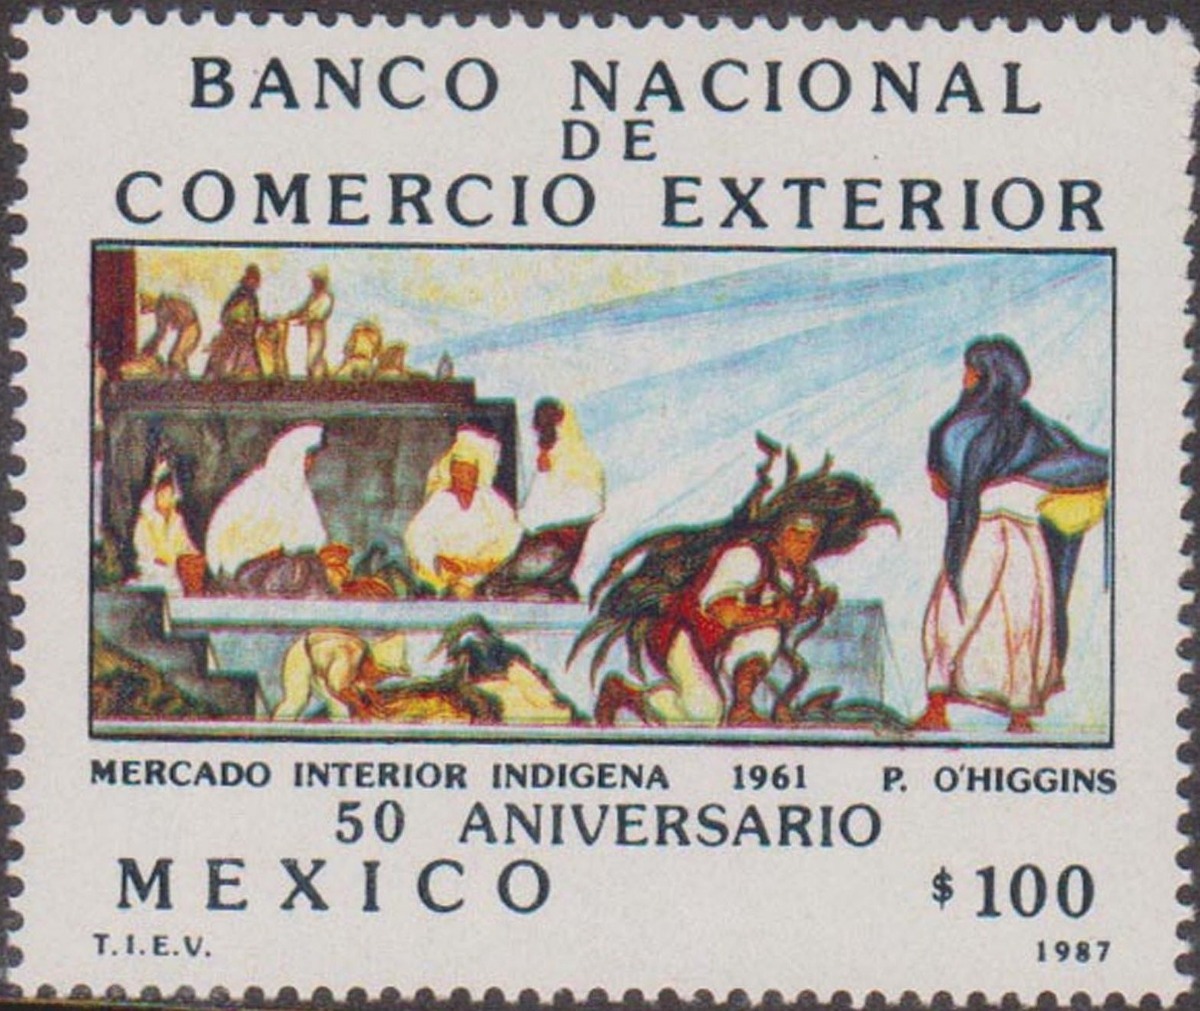 BANCO NACIONAL
DE
COMERCIO EXTERIOR
MERCADO INTERIOR INDIGENA 1961 P. O'HIGGINS
50 ANIVERSARIO
MEXICO $100
T.I.E.V. 1987